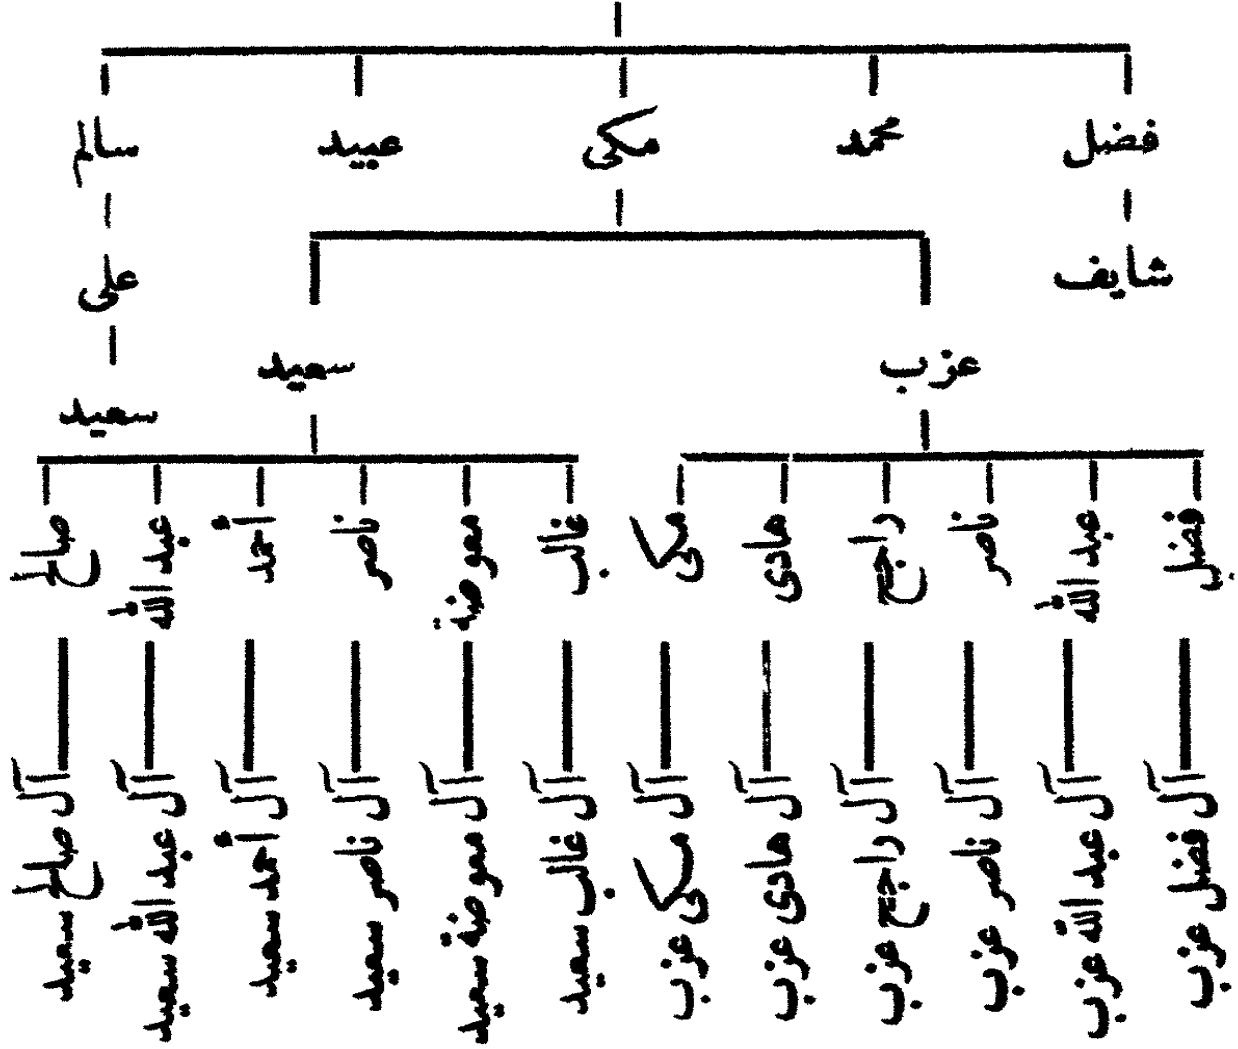 فضل محمد مكى عبيد سالم
شايف على
عزب سعيد سعيد
فضل عبد الله ناصر راجح هادى مكى غالب معوضة ناصر أحمد عبد الله صالح
آل فضل عزب آل عبد الله عزب آل ناصر عزب آل راجح عزب آل هادى عزب آل مكى عزب آل غالب سعيد آل معوضة سعيد آل ناصر سعيد آل أحمد سعيد آل عبد الله سعيد آل صالح سعيد